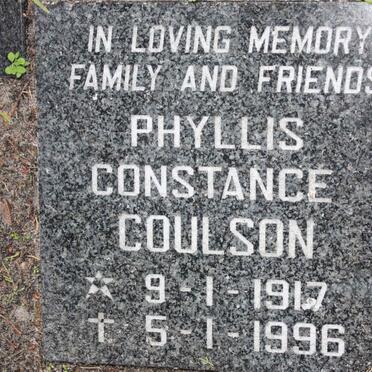 IN LOVING MEMORY
FAMILY AND FRIENDS
PHYLLIS
CONSTANCE
COULSON
9-1-1917
5-1-1996